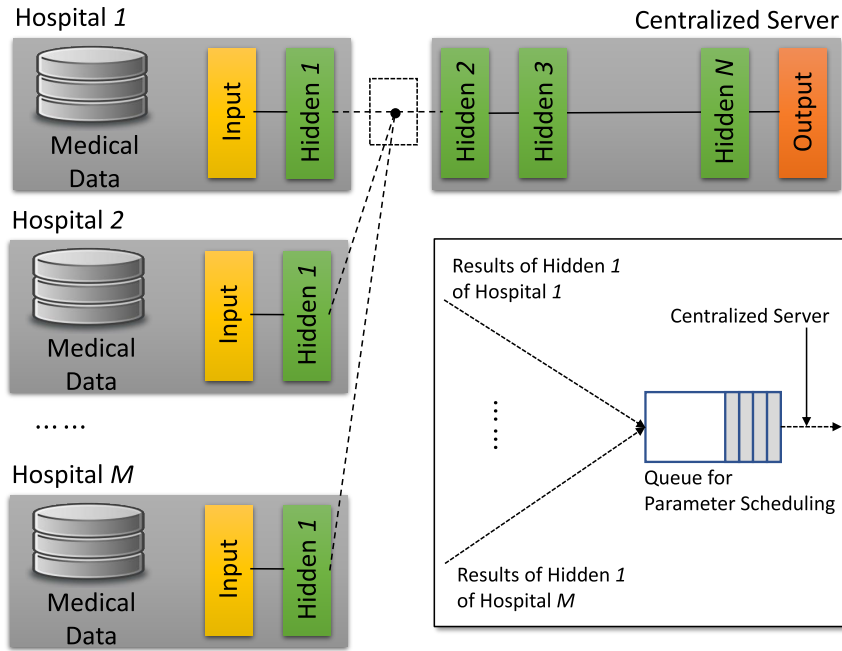 Hospital 1
Medical
Data
Input
Hidden 1
Centralized Server
Hidden 2
Hidden 3
Hidden N
Output
Hospital 2
Medical
Data
Input
Hidden 1
……
Hospital M
Medical
Data
Input
Hidden 1
Results of Hidden 1
of Hospital 1
Centralized Server
……
Queue for
Parameter Scheduling
Results of Hidden 1
of Hospital M